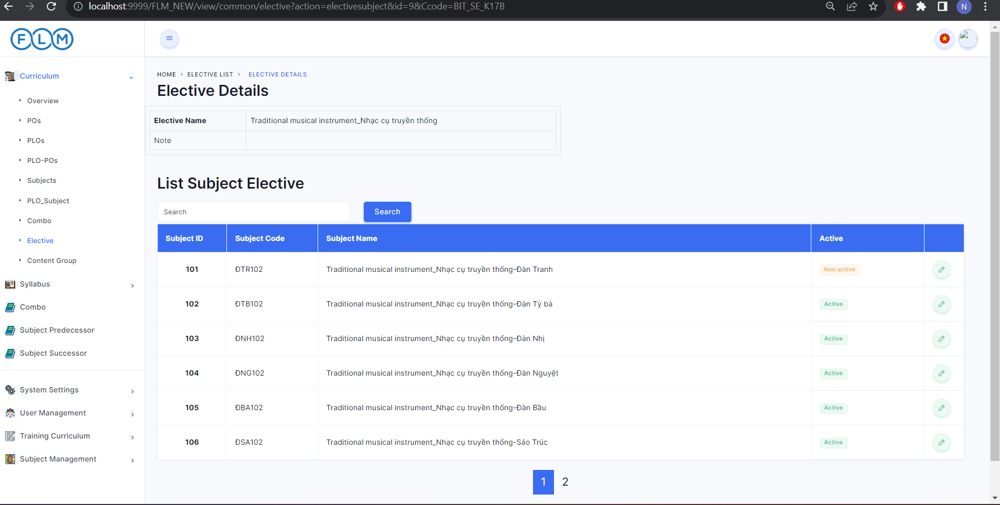 localhost:9999/FLM_NEW/view/common/elective?action=electivesubject&id=9&Ccode=BIT_SE_K17B
N
FLM
Curriculum
Overview
POs
PLOs
PLO-POs
Subjects
PLO_Subject
Combo
Elective
Content Group
Syllabus
Combo
Subject Predecessor
Subject Successor
System Settings
User Management
Training Curriculum
Subject Management
HOME › ELECTIVE LIST › ELECTIVE DETAILS
Elective Details
Elective Name Traditional musical instrument_Nhạc cụ truyền thống
Note
List Subject Elective
Search Search
Subject ID Subject Code Subject Name Active
101 ĐTR102 Traditional musical instrument_Nhạc cụ truyền thống-Đàn Tranh Non active
102 ĐTB102 Traditional musical instrument_Nhạc cụ truyền thống-Đàn Tỳ bà Active
103 ĐNH102 Traditional musical instrument_Nhạc cụ truyền thống-Đàn Nhị Active
104 ĐNG102 Traditional musical instrument_Nhạc cụ truyền thống-Đàn Nguyệt Active
105 ĐBA102 Traditional musical instrument_Nhạc cụ truyền thống-Đàn Bầu Active
106 ĐSA102 Traditional musical instrument_Nhạc cụ truyền thống-Sáo Trúc Active
1 2